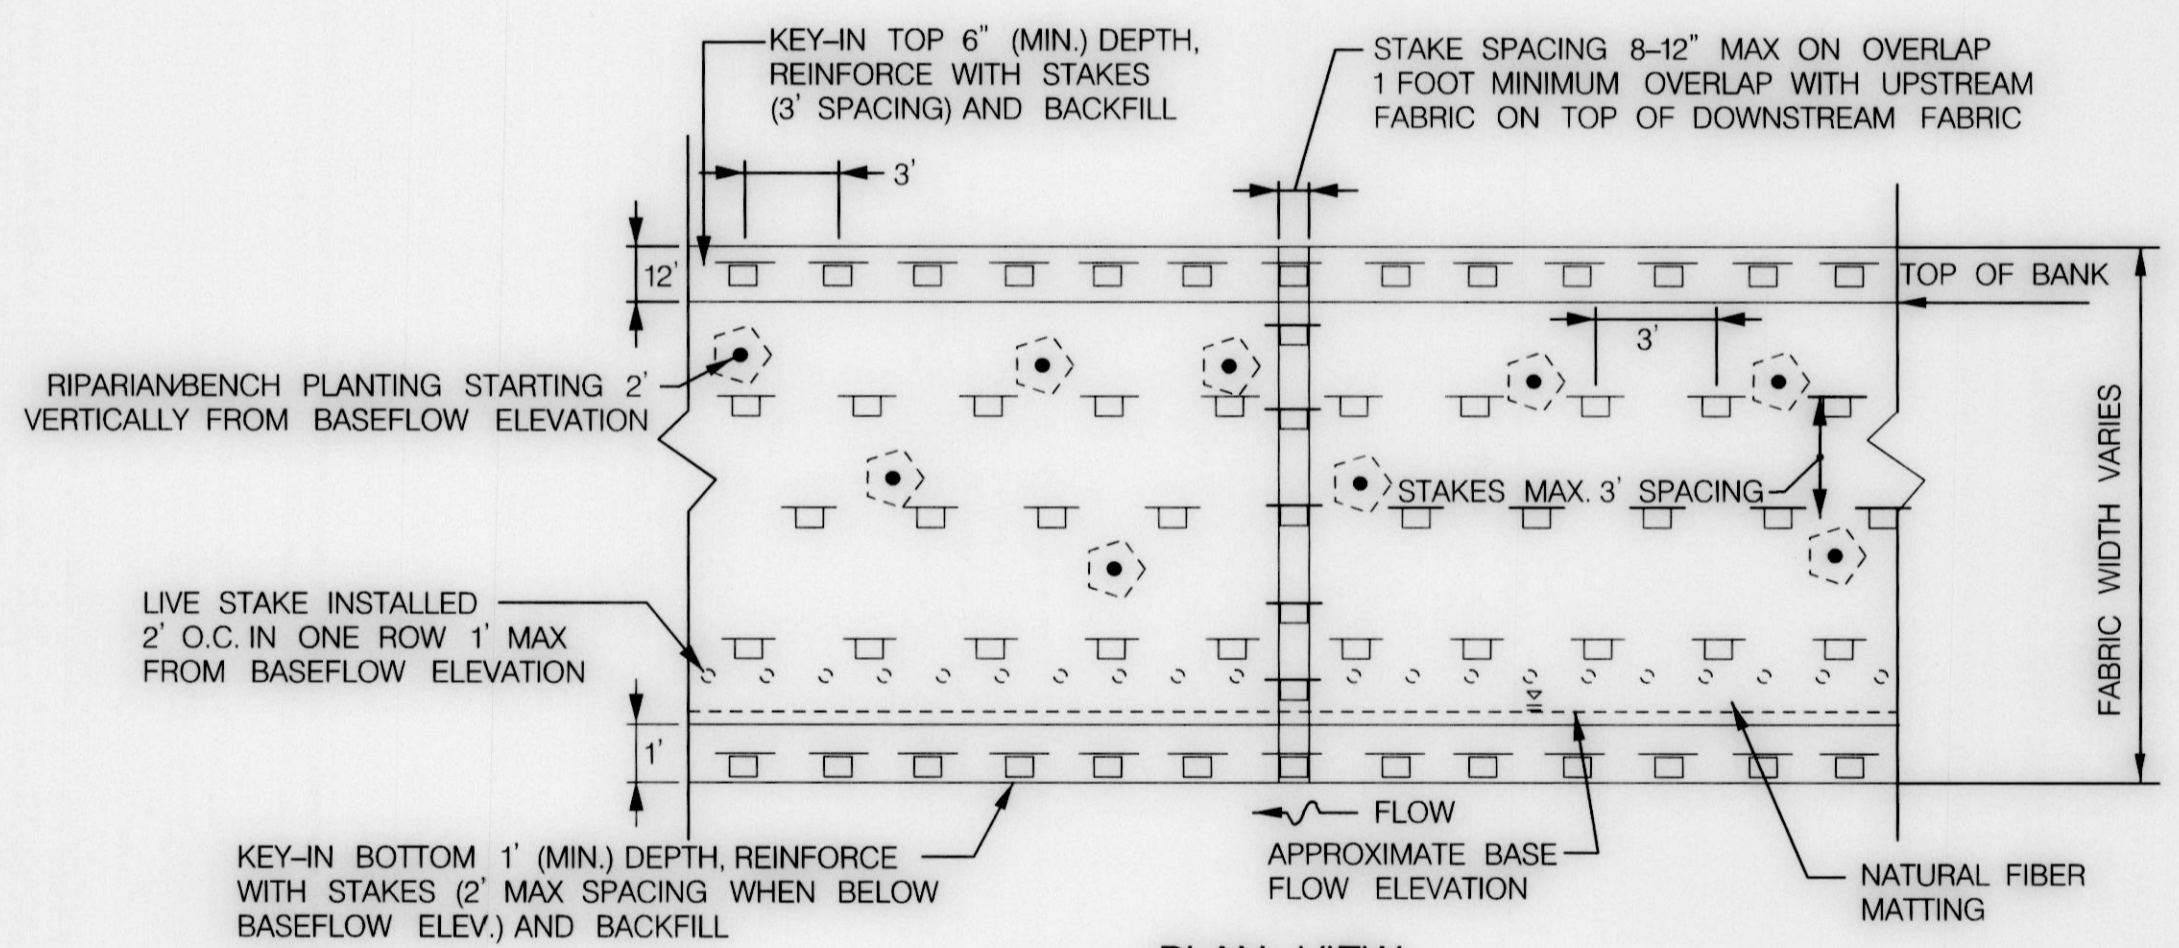 KEY-IN TOP 6" (MIN.) DEPTH,
REINFORCE WITH STAKES
(3' SPACING) AND BACKFILL
STAKE SPACING 8-12" MAX ON OVERLAP
1 FOOT MINIMUM OVERLAP WITH UPSTREAM
FABRIC ON TOP OF DOWNSTREAM FABRIC
3'
12'
TOP OF BANK
3'
RIPARIAN/BENCH PLANTING STARTING 2'
VERTICALLY FROM BASEFLOW ELEVATION
STAKES MAX. 3' SPACING
FABRIC WIDTH VARIES
LIVE STAKE INSTALLED
2' O.C. IN ONE ROW 1' MAX
FROM BASEFLOW ELEVATION
1'
FLOW
KEY-IN BOTTOM 1' (MIN.) DEPTH, REINFORCE
WITH STAKES (2' MAX SPACING WHEN BELOW
BASEFLOW ELEV.) AND BACKFILL
APPROXIMATE BASE
FLOW ELEVATION
NATURAL FIBER
MATTING
PLAN VIEW